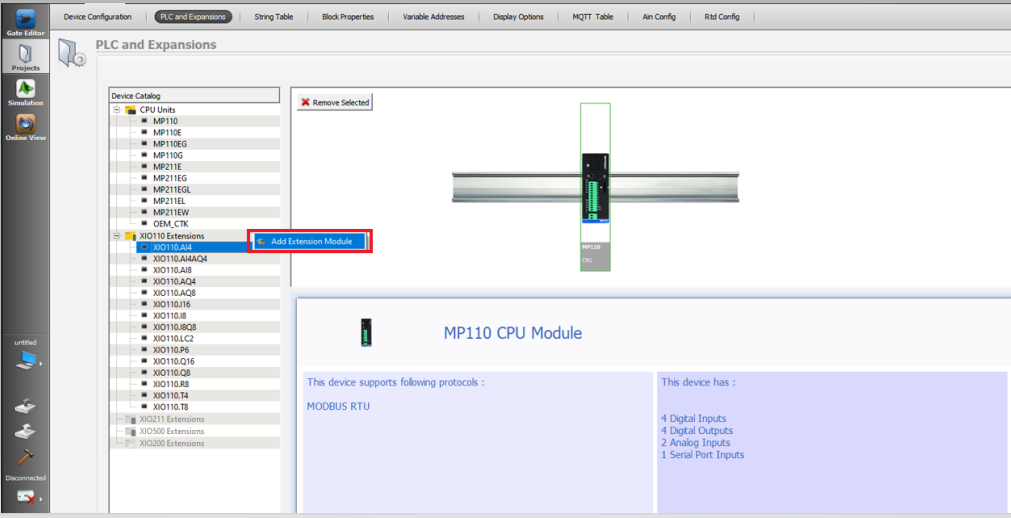 Device Configuration
PLC and Expansions
String Table
Block Properties
Variable Addresses
Display Options
MQTT Table
Ain Config
Rtd Config
Gate Editor
Projects
Simulation
Online View
untitled
Disconnected
PLC and Expansions
Device Catalog
CPU Units
MP110
MP110E
MP110EG
MP110G
MP211E
MP211EG
MP211EGL
MP211EL
MP211EW
OEM_CTK
XIO110 Extensions
XIO110.AI4
XIO110.AI4AQ4
XIO110.AI8
XIO110.AQ4
XIO110.AQ8
XIO110.I16
XIO110.I8
XIO110.I8Q8
XIO110.LC2
XIO110.P6
XIO110.Q16
XIO110.Q8
XIO110.R8
XIO110.T4
XIO110.T8
XIO211 Extensions
XIO500 Extensions
XIO200 Extensions
Add Extension Module
Remove Selected
MP110
CPU
MP110 CPU Module
This device supports following protocols :
MODBUS RTU
This device has :
4 Digital Inputs
4 Digital Outputs
2 Analog Inputs
1 Serial Port Inputs